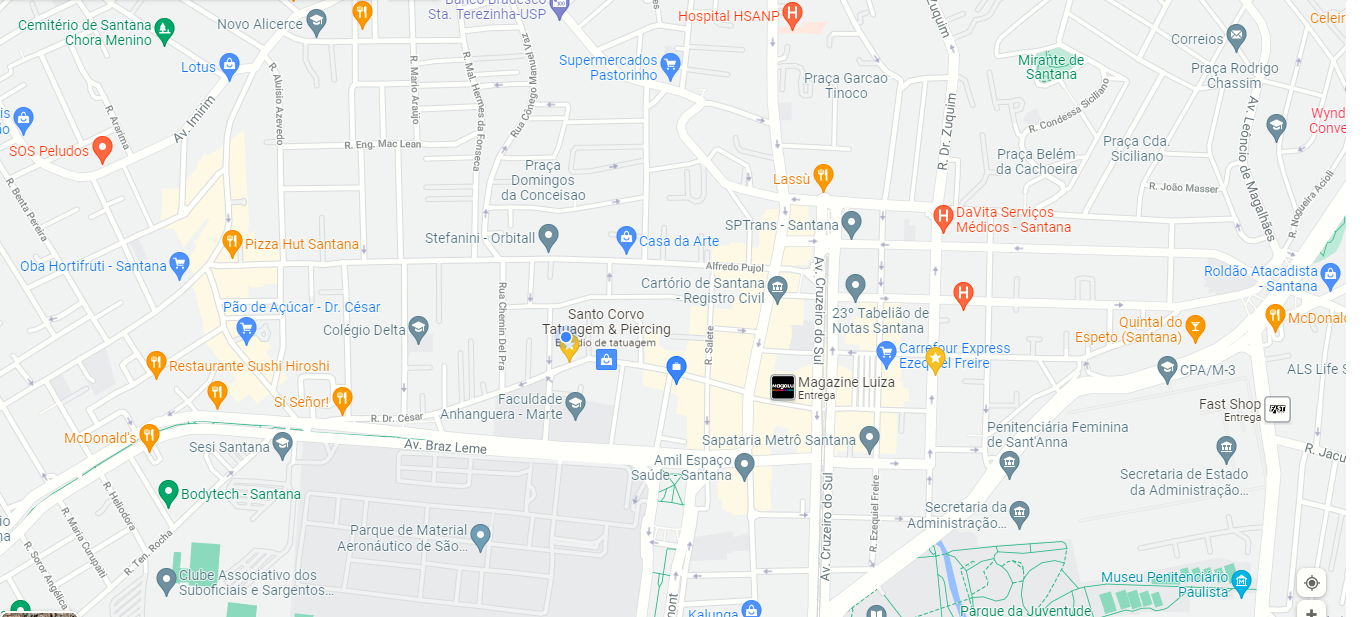 Cemitério de Santana
Chora Menino
Novo Alicerce
Banco Bradesco
Sta. Terezinha-USP
Hospital HSANP
R. Zuquim
Correios
Celeir
Lotus
Supermercados
Pastorinho
Praça Garcao
Tinoco
Mirante de
Santana
Praça Rodrigo
Chassim
R. Aluísio Azevedo
R. Mario Araújo
R. Mal. Hermes da Fonseca
Rua Cônego Manuel Vaz
Av. Imirim
R. Ararima
SOS Peludos
R. Eng. Mac Lean
R. Dr. Zuquim
R. Condessa Siciliano
Av. Leôncio de Magalhães
Wynd
Conve
Praça
Domingos
da Conceisao
Praça Belém
da Cachoeira
Praça Cda.
Siciliano
R. Benta Pereira
Lassù
R. João Masser
R. Nogueira Acioli
SPTrans - Santana
DaVita Serviços
Médicos - Santana
Stefanini - Orbitall
Casa da Arte
Pizza Hut Santana
Oba Hortifruti - Santana
Alfredo Pujol
Av. Cruzeiro do Sul
Cartório de Santana
- Registro Civil
Roldão Atacadista
- Santana
Pão de Açúcar - Dr. César
Rua Chemin Del Pra
Santo Corvo
Tatuagem & Piercing
Colégio Delta
R. Salete
23º Tabelião de
Notas Santana
Quintal do
Espeto (Santana)
McDonald
Carrefour Express
Ezequiel Freire
Restaurante Sushi Hiroshi
CPA/M-3
ALS Life S
Magalu
Magazine Luiza
Entrega
Sí Señor!
Faculdade
Anhanguera - Marte
R. Dr. César
Fast Shop
Entrega
FAST
McDonald's
Sesi Santana
Av. Braz Leme
Sapataria Metrô Santana
Penitenciária Feminina
de Sant'Anna
R. Jacu
Amil Espaço
Saúde - Santana
Secretaria de Estado
da Administração...
Bodytech - Santana
R. Heliodora
R. Maria Curupaiti
R. Ten. Rocha
R. Soror Angélica
Av. Cruzeiro do Sul
R. Ezequiel Freire
Secretaria da
Administração...
Parque de Material
Aeronáutico de São...
Clube Associativo dos
Suboficiais e Sargentos...
Museu Penitenciário
Paulista
Kalunga
Parque da Juventude